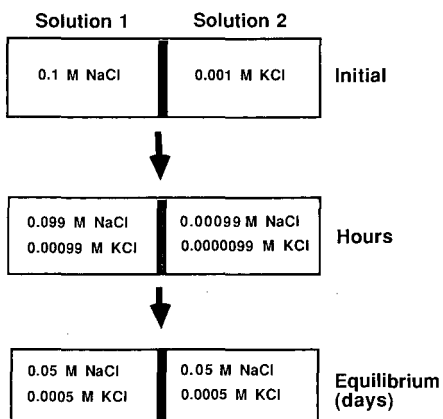 Solution 1 Solution 2
0.1 M NaCl 0.001 M KCl Initial
0.099 M NaCl 0.00099 M NaCl
0.00099 M KCl 0.0000099 M KCl
Hours
0.05 M NaCl 0.05 M NaCl
0.0005 M KCl 0.0005 M KCl
Equilibrium
(days)